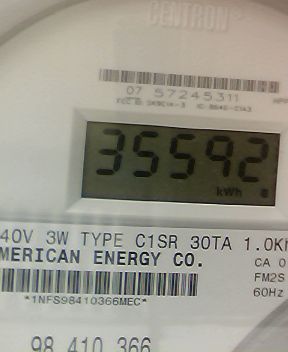 CENTRON®
07 57245311
35592
kWh
40V 3W TYPE C1SR 30TA 1.0Kh
MERICAN ENERGY CO.
CA 0
FM2S
60Hz
*1NFS98410366MEC*
98 410 366